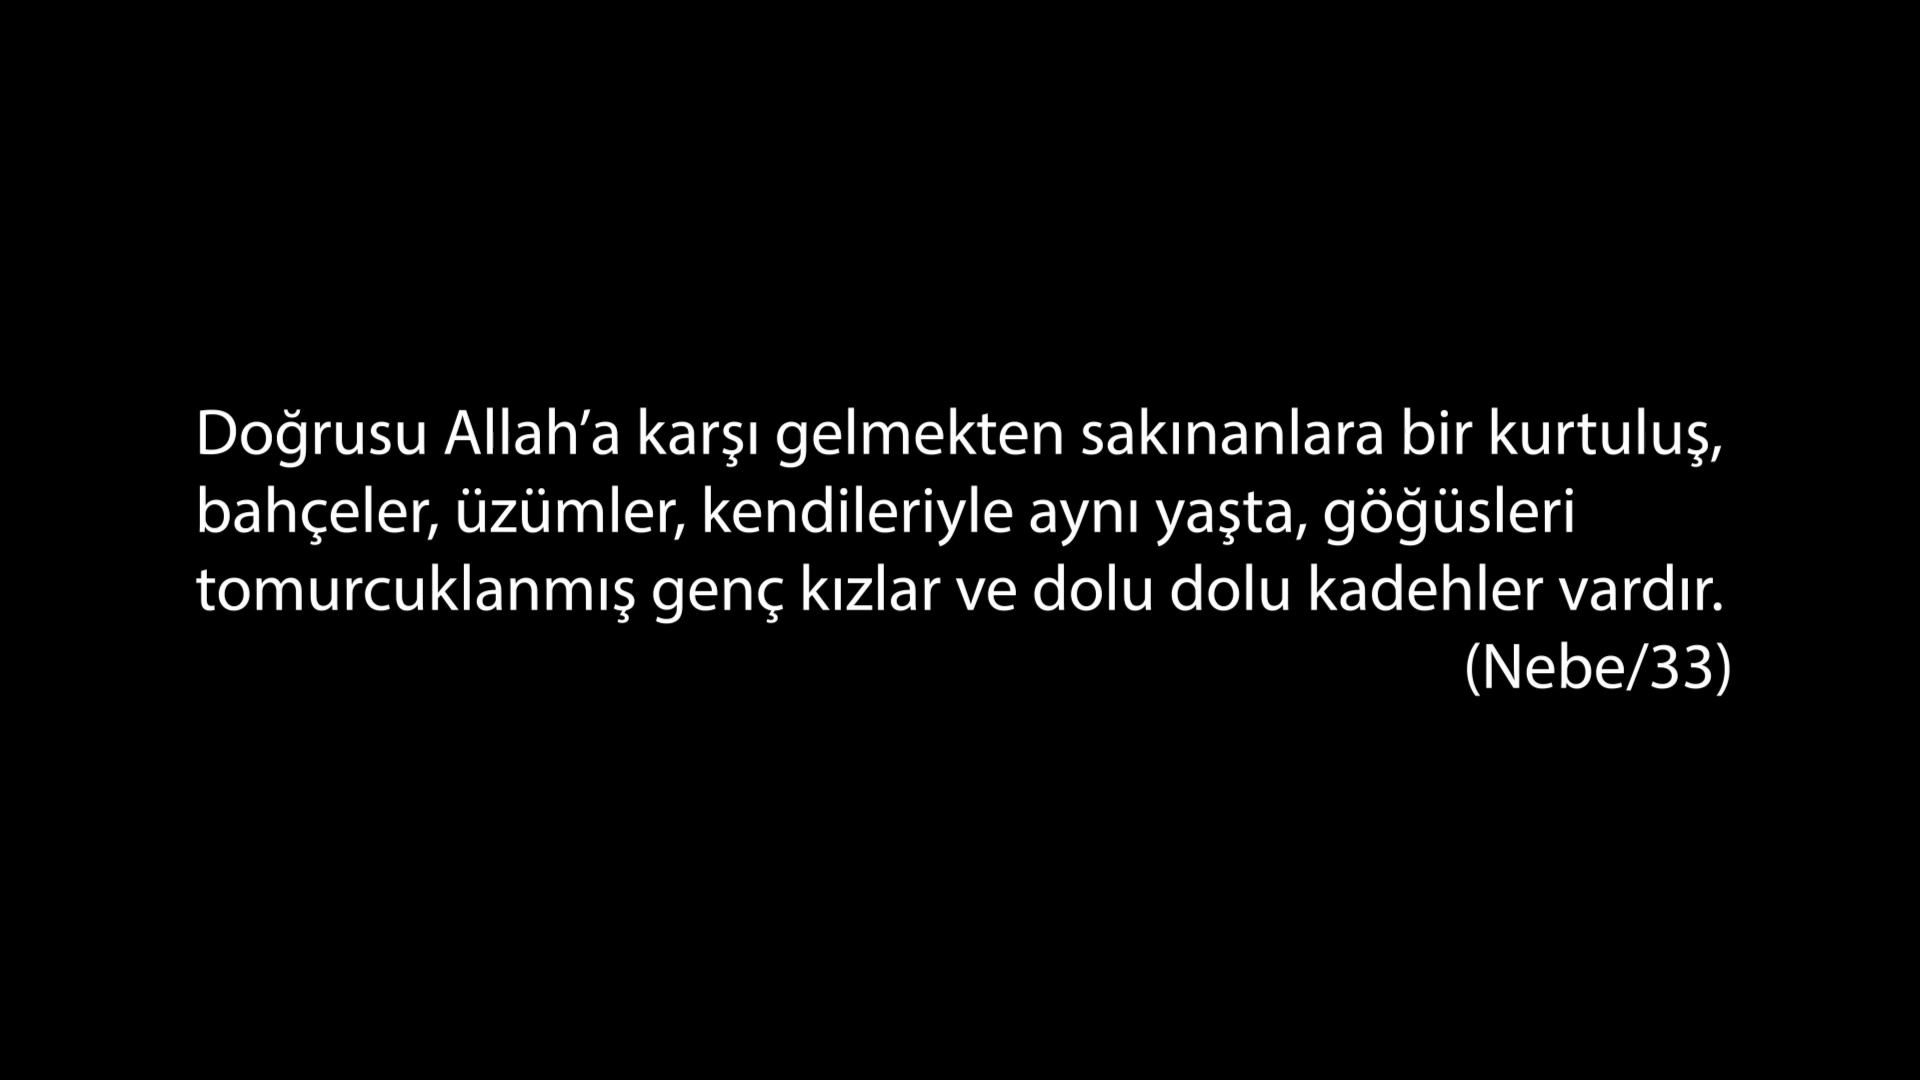 Doğrusu Allah’a karşı gelmekten sakınanlara bir kurtuluş,
bahçeler, üzümler, kendileriyle aynı yaşta, göğüsleri
tomurcuklanmış genç kızlar ve dolu dolu kadehler vardır.
(Nebe/33)